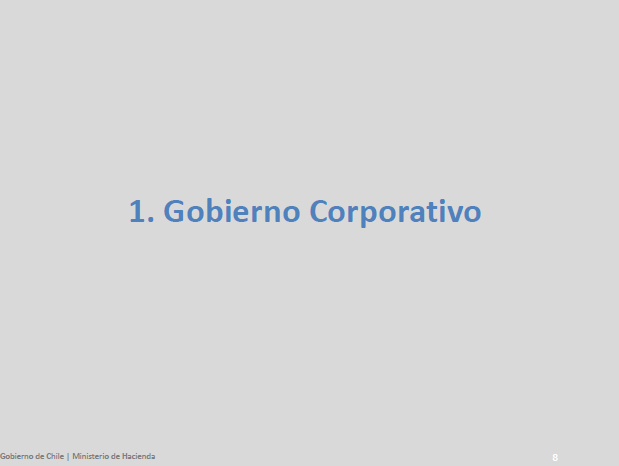 1. Gobierno Corporativo
Gobierno de Chile | Ministerio de Hacienda
8